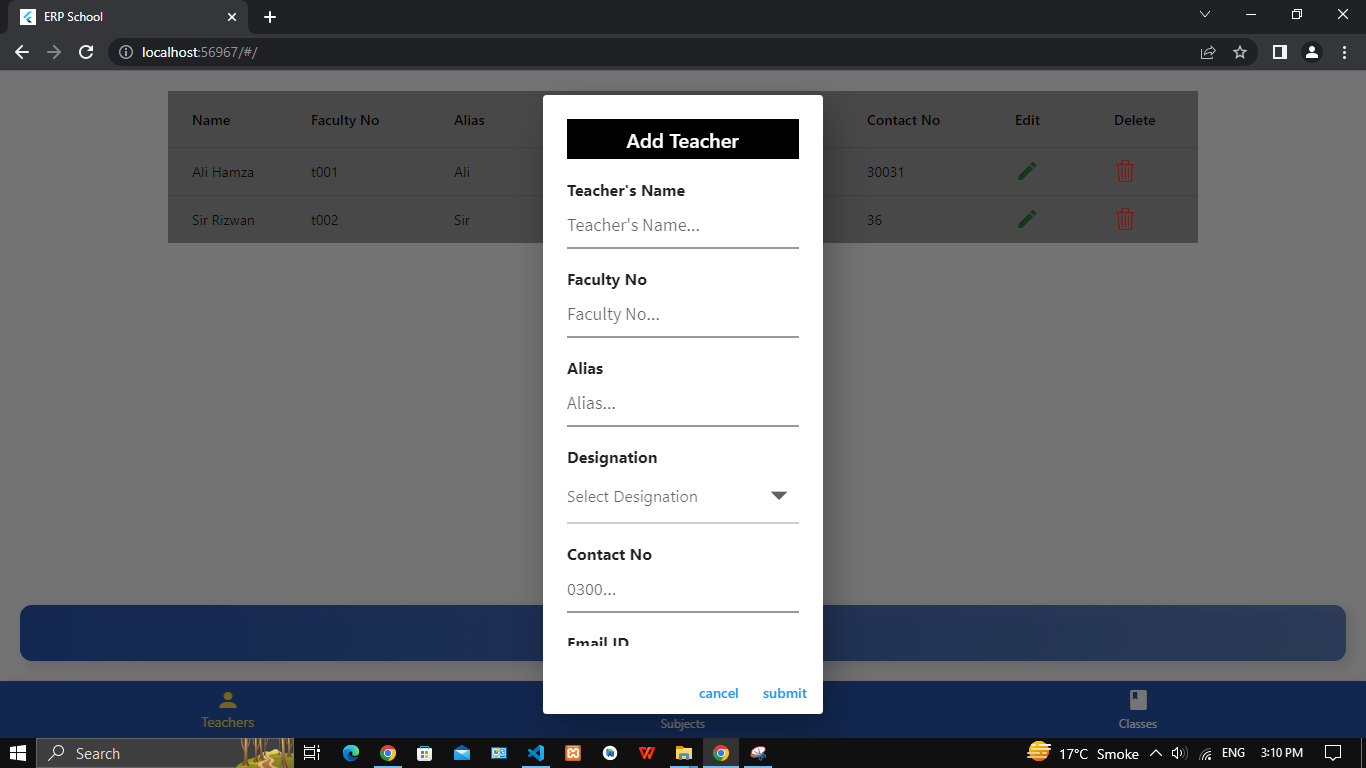 ERP School
localhost:56967/#/
Name Faculty No Alias Contact No Edit Delete
Ali Hamza t001 Ali 30031
Sir Rizwan t002 Sir 36
Add Teacher
Teacher's Name
Teacher's Name...
Faculty No
Faculty No...
Alias
Alias...
Designation
Select Designation
Contact No
0300...
Email ID
cancel submit
Teachers Subjects Classes
Search 17°C Smoke ENG 3:10 PM